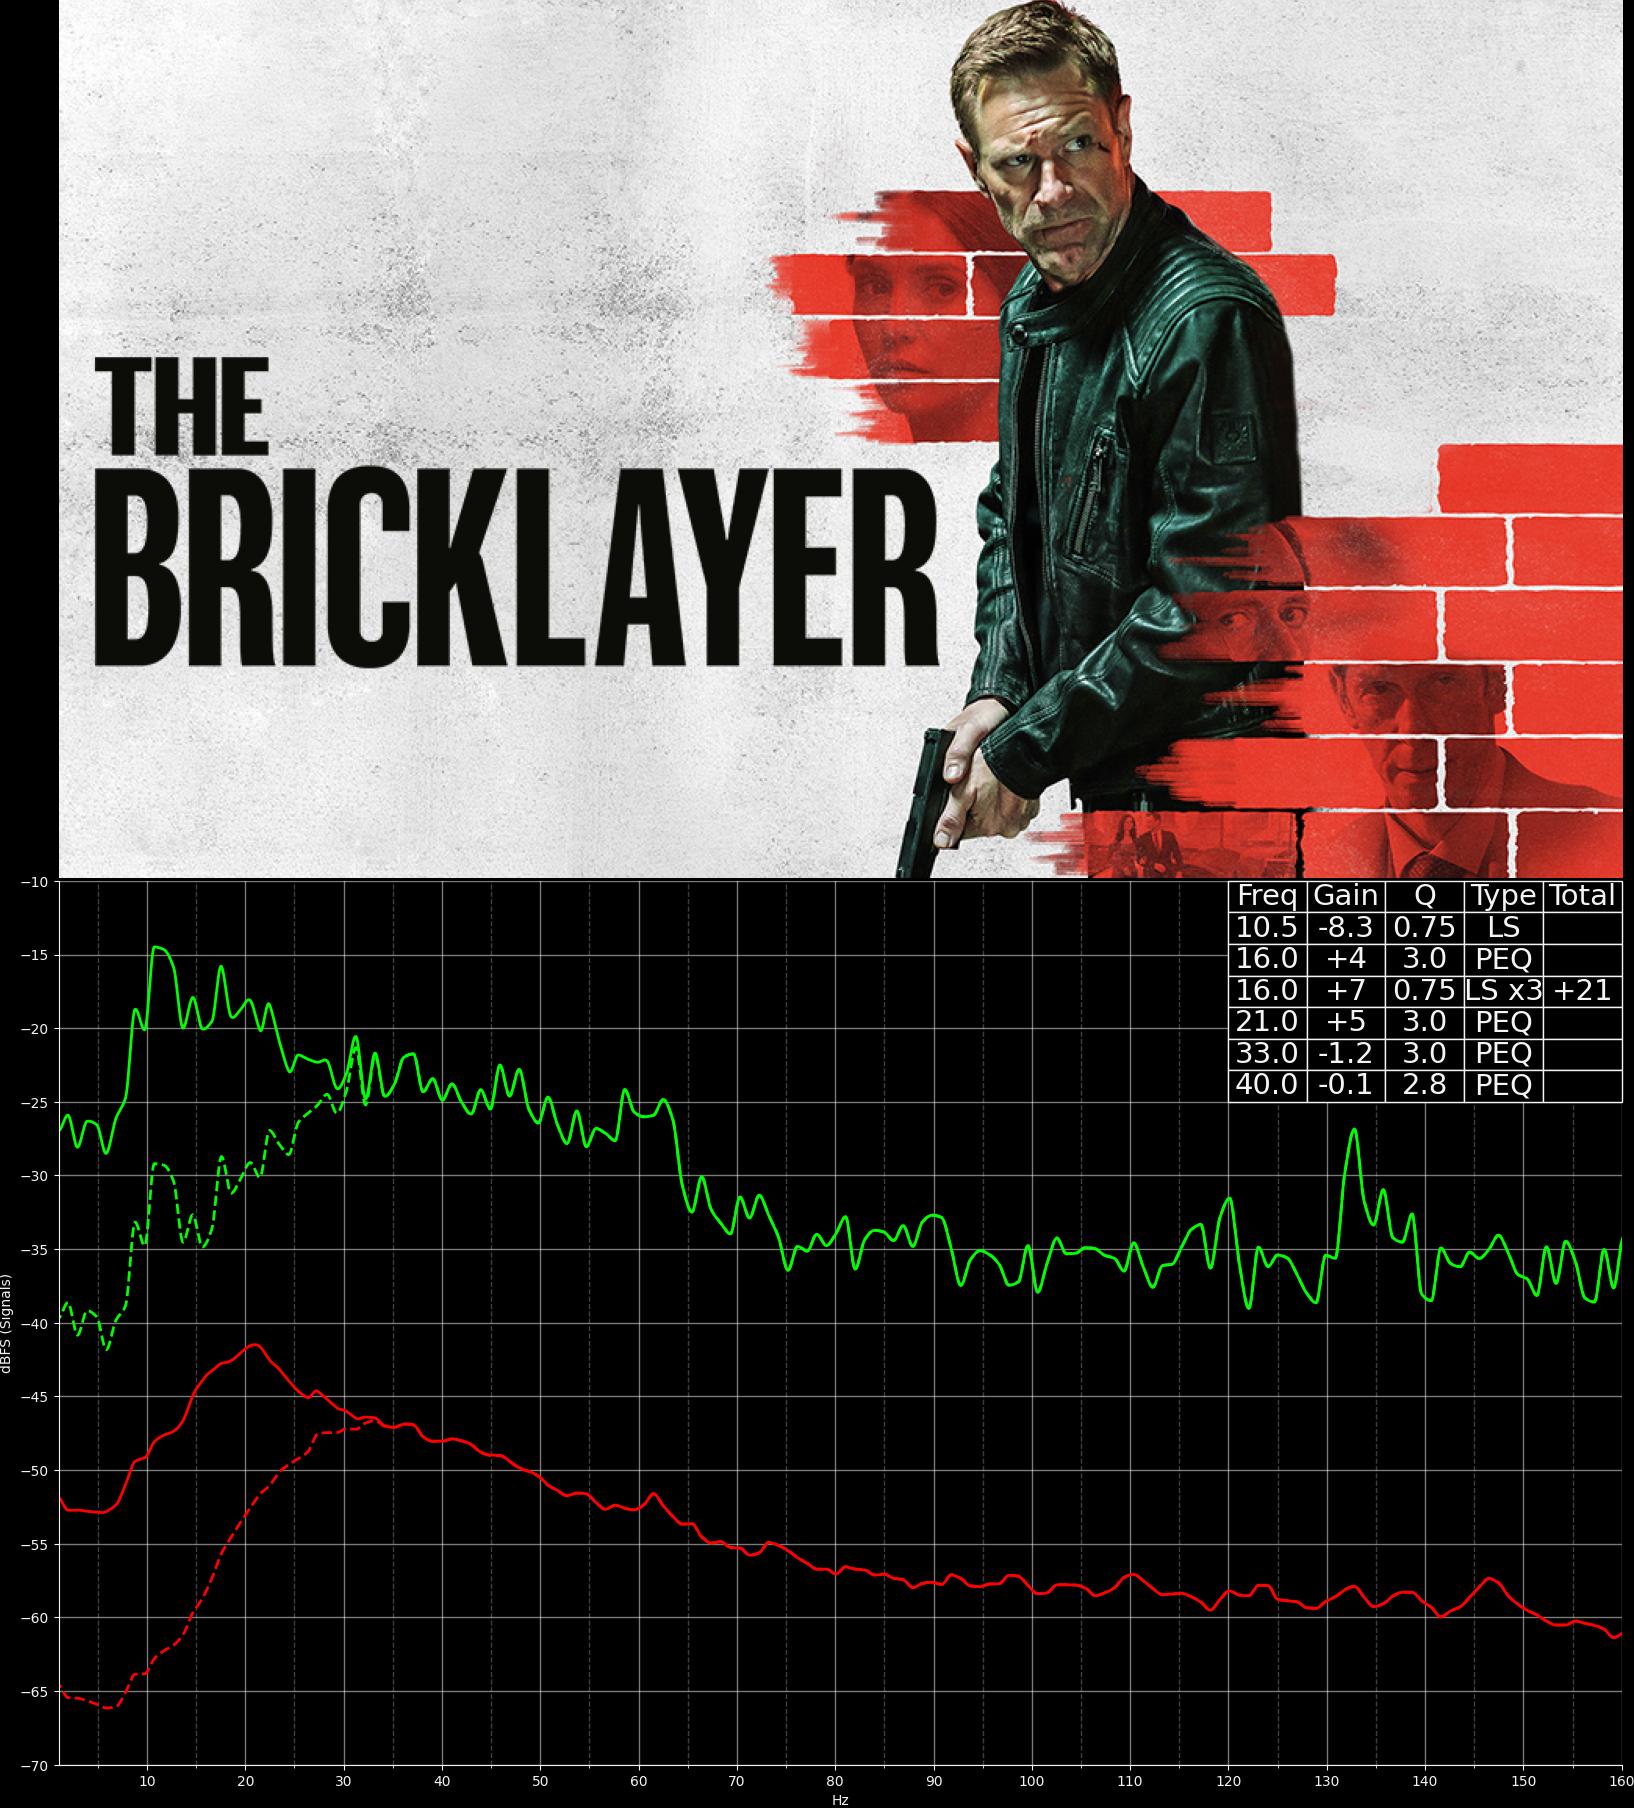 THE
BRICKLAYER
Freq Gain Q Type Total
10.5 -8.3 0.75 LS
16.0 +4 3.0 PEQ
16.0 +7 0.75 LS x3 +21
21.0 +5 3.0 PEQ
33.0 -1.2 3.0 PEQ
40.0 -0.1 2.8 PEQ
−10
−15
−20
−25
−30
−35
−40
−45
−50
−55
−60
−65
−70
dBFS (Signals)
10 20 30 40 50 60 70 80 90 100 110 120 130 140 150 160
Hz